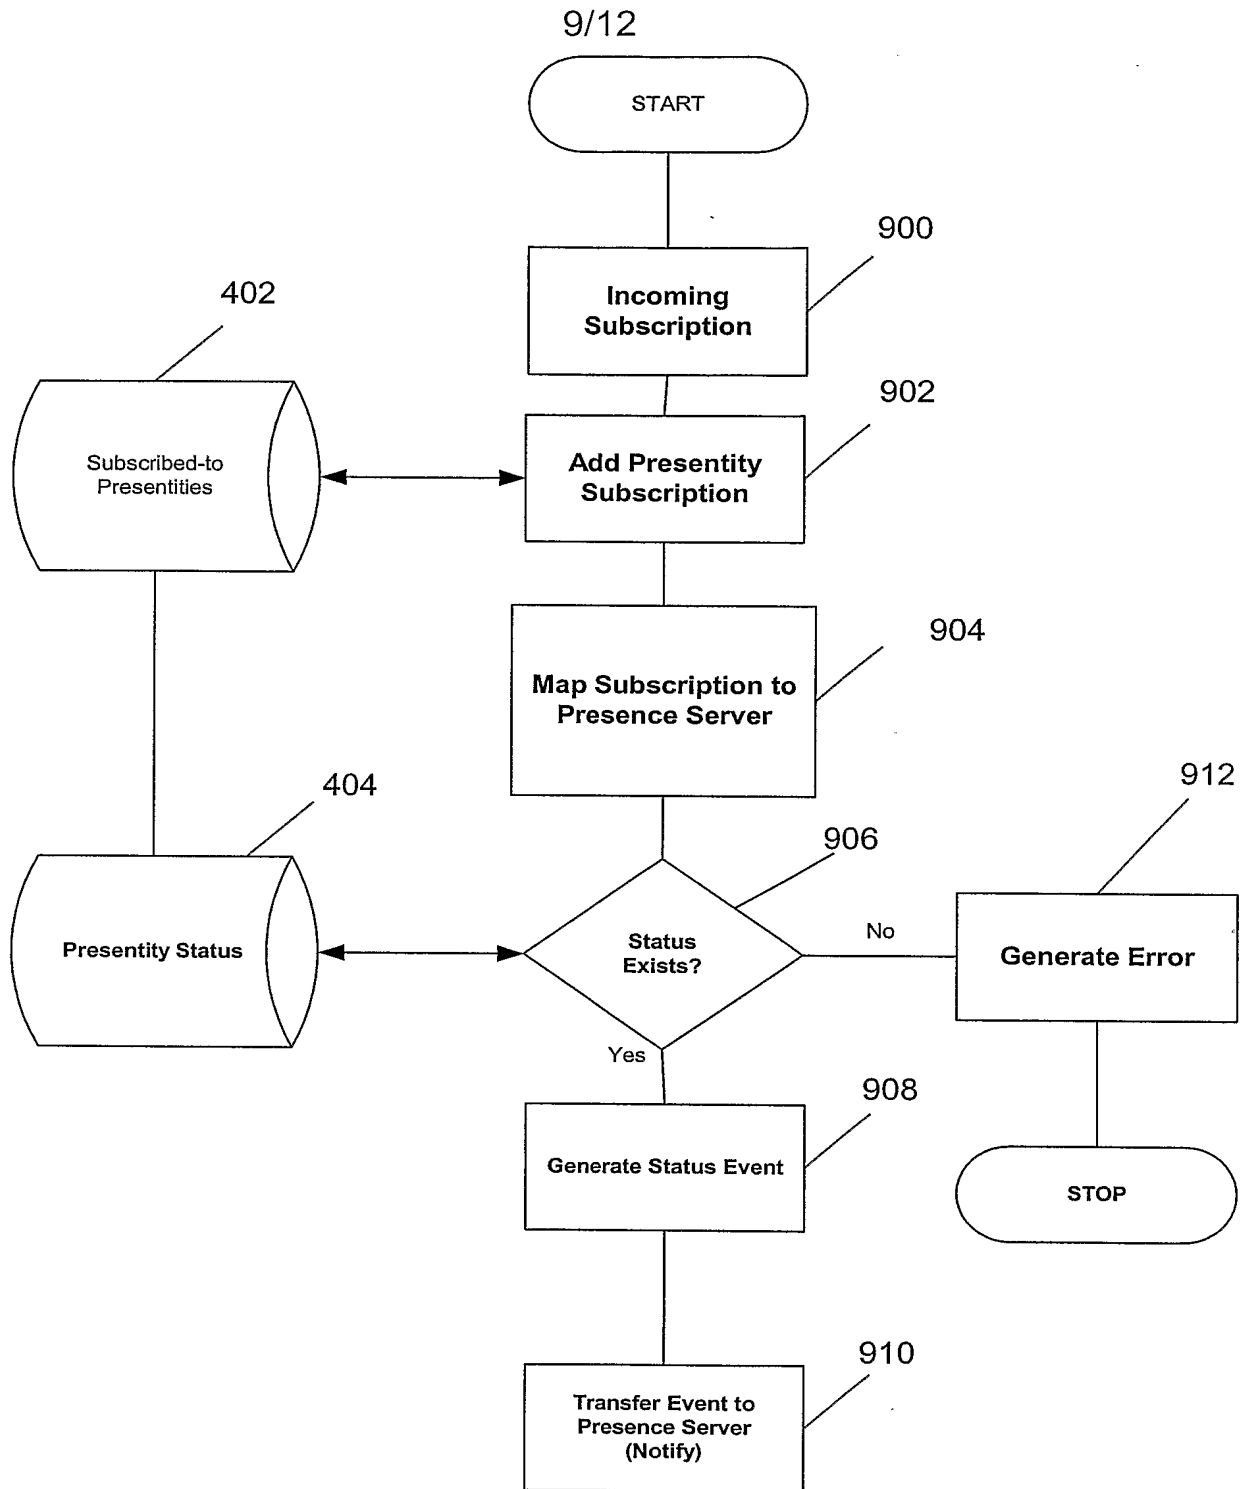 9/12
START
900
Incoming
Subscription
402
902
Subscribed-to
Presentities
Add Presentity
Subscription
904
Map Subscription to
Presence Server
404
912
906
Presentity Status
Status
Exists?
No
Generate Error
Yes
908
Generate Status Event
STOP
910
Transfer Event to
Presence Server
(Notify)